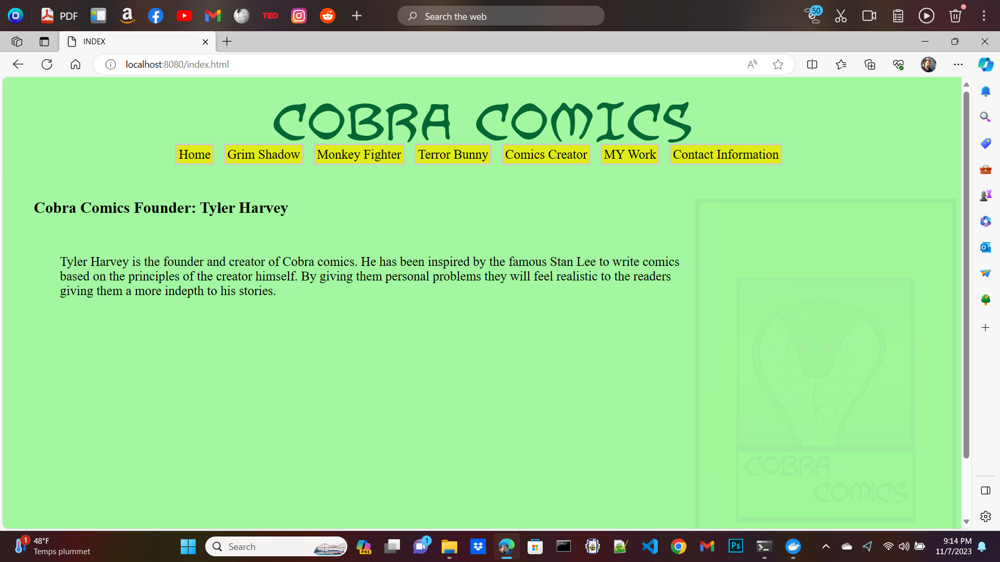 PDF
TED
Search the web
50
INDEX
localhost:8080/index.html
COBRA COMICS
Home
Grim Shadow
Monkey Fighter
Terror Bunny
Comics Creator
MY Work
Contact Information
Cobra Comics Founder: Tyler Harvey
Tyler Harvey is the founder and creator of Cobra comics. He has been inspired by the famous Stan Lee to write comics
based on the principles of the creator himself. By giving them personal problems they will feel realistic to the readers
giving them a more indepth to his stories.
COBRA
COMICS
1
48°F
Temps plummet
Search
PRE
1
Ps
9:14 PM
11/7/2023